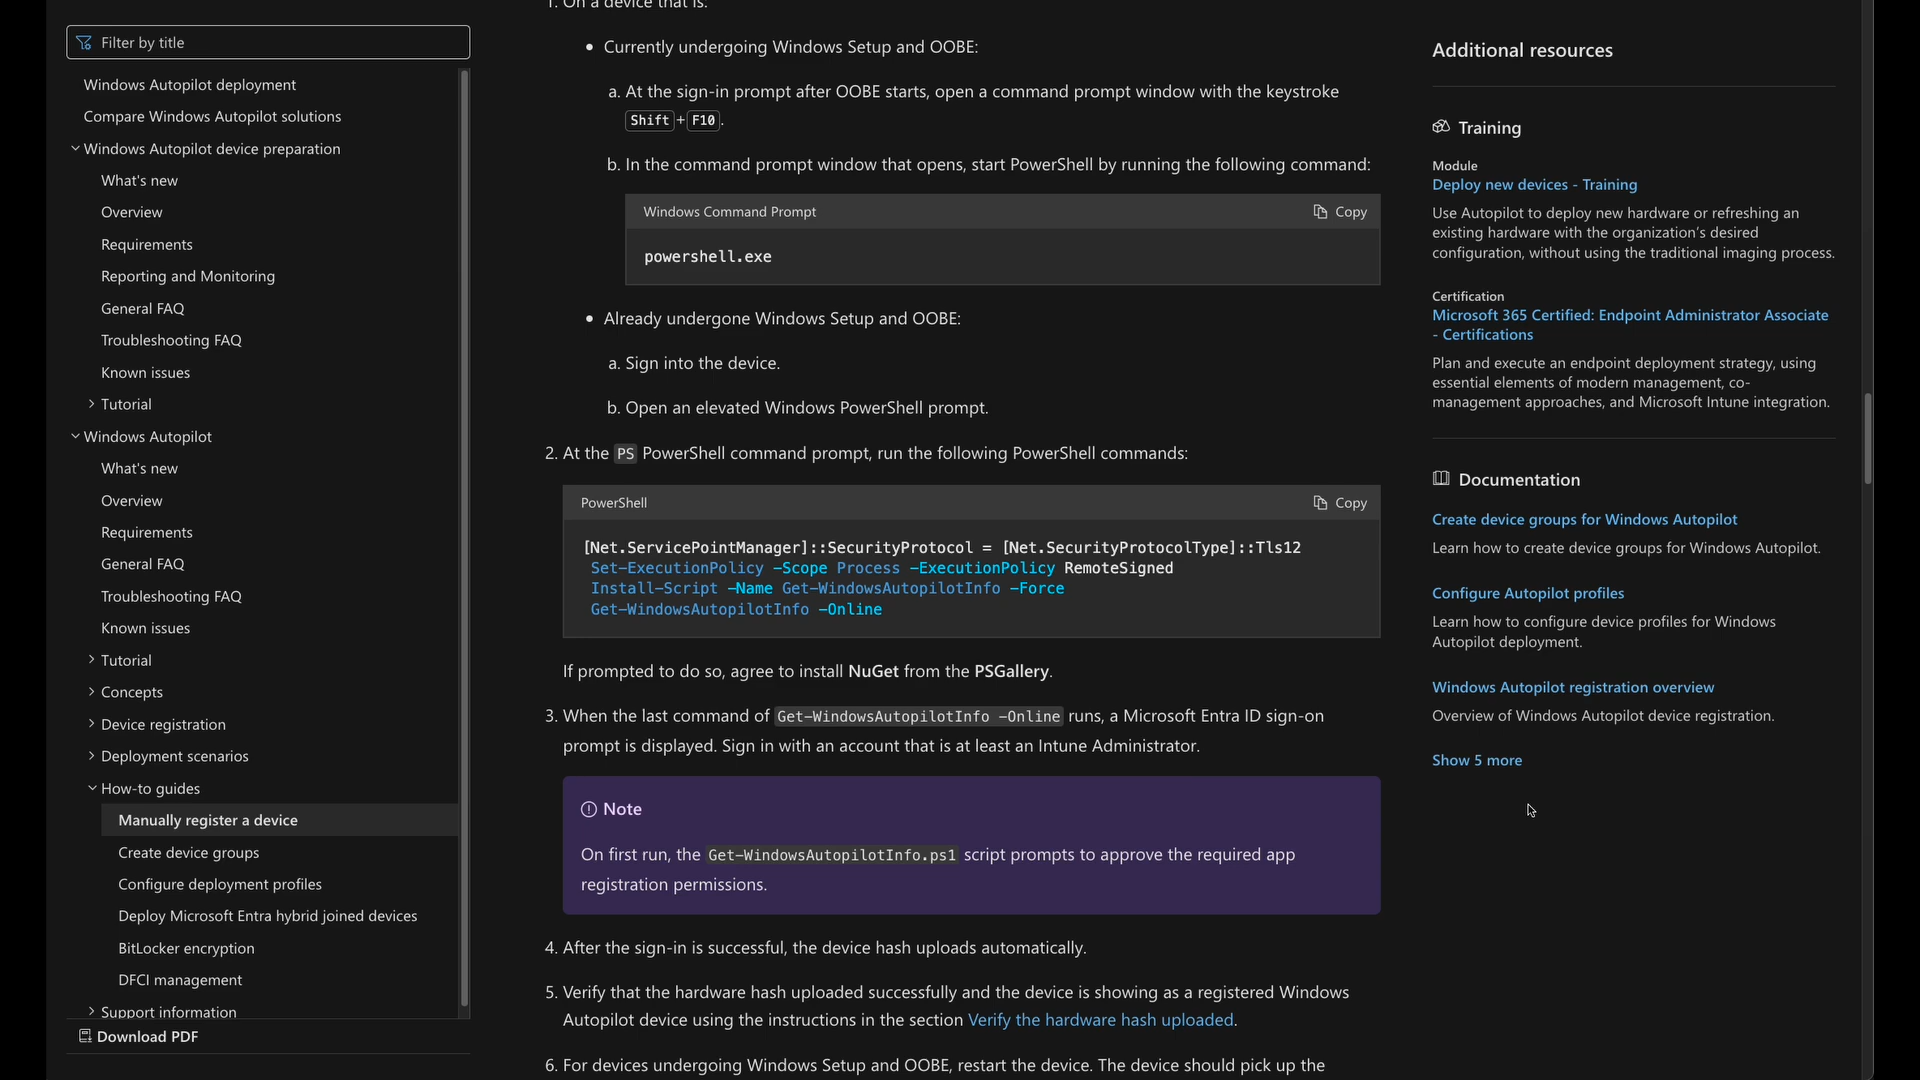 Filter by title
Windows Autopilot deployment
Compare Windows Autopilot solutions
Windows Autopilot device preparation
What's new
Overview
Requirements
Reporting and Monitoring
General FAQ
Troubleshooting FAQ
Known issues
Tutorial
Windows Autopilot
What's new
Overview
Requirements
General FAQ
Troubleshooting FAQ
Known issues
Tutorial
Concepts
Device registration
Deployment scenarios
How-to guides
Manually register a device
Create device groups
Configure deployment profiles
Deploy Microsoft Entra hybrid joined devices
BitLocker encryption
DFCI management
Support information
Download PDF
1. On a device that is:
• Currently undergoing Windows Setup and OOBE:
a. At the sign-in prompt after OOBE starts, open a command prompt window with the keystroke
Shift + F10.
b. In the command prompt window that opens, start PowerShell by running the following command:
Windows Command Prompt
Copy
powershell.exe
• Already undergone Windows Setup and OOBE:
a. Sign into the device.
b. Open an elevated Windows PowerShell prompt.
2. At the PS PowerShell command prompt, run the following PowerShell commands:
PowerShell
Copy
[Net.ServicePointManager]::SecurityProtocol = [Net.SecurityProtocolType]::Tls12
Set-ExecutionPolicy -Scope Process -ExecutionPolicy RemoteSigned
Install-Script -Name Get-WindowsAutopilotInfo -Force
Get-WindowsAutopilotInfo -Online
If prompted to do so, agree to install NuGet from the PSGallery.
3. When the last command of Get-WindowsAutopilotInfo -Online runs, a Microsoft Entra ID sign-on
prompt is displayed. Sign in with an account that is at least an Intune Administrator.
Note
On first run, the Get-WindowsAutopilotInfo.ps1 script prompts to approve the required app
registration permissions.
4. After the sign-in is successful, the device hash uploads automatically.
5. Verify that the hardware hash uploaded successfully and the device is showing as a registered Windows
Autopilot device using the instructions in the section Verify the hardware hash uploaded.
6. For devices undergoing Windows Setup and OOBE, restart the device. The device should pick up the
Additional resources
Training
Module
Deploy new devices - Training
Use Autopilot to deploy new hardware or refreshing an
existing hardware with the organization’s desired
configuration, without using the traditional imaging process.
Certification
Microsoft 365 Certified: Endpoint Administrator Associate
- Certifications
Plan and execute an endpoint deployment strategy, using
essential elements of modern management, co-
management approaches, and Microsoft Intune integration.
Documentation
Create device groups for Windows Autopilot
Learn how to create device groups for Windows Autopilot.
Configure Autopilot profiles
Learn how to configure device profiles for Windows
Autopilot deployment.
Windows Autopilot registration overview
Overview of Windows Autopilot device registration.
Show 5 more